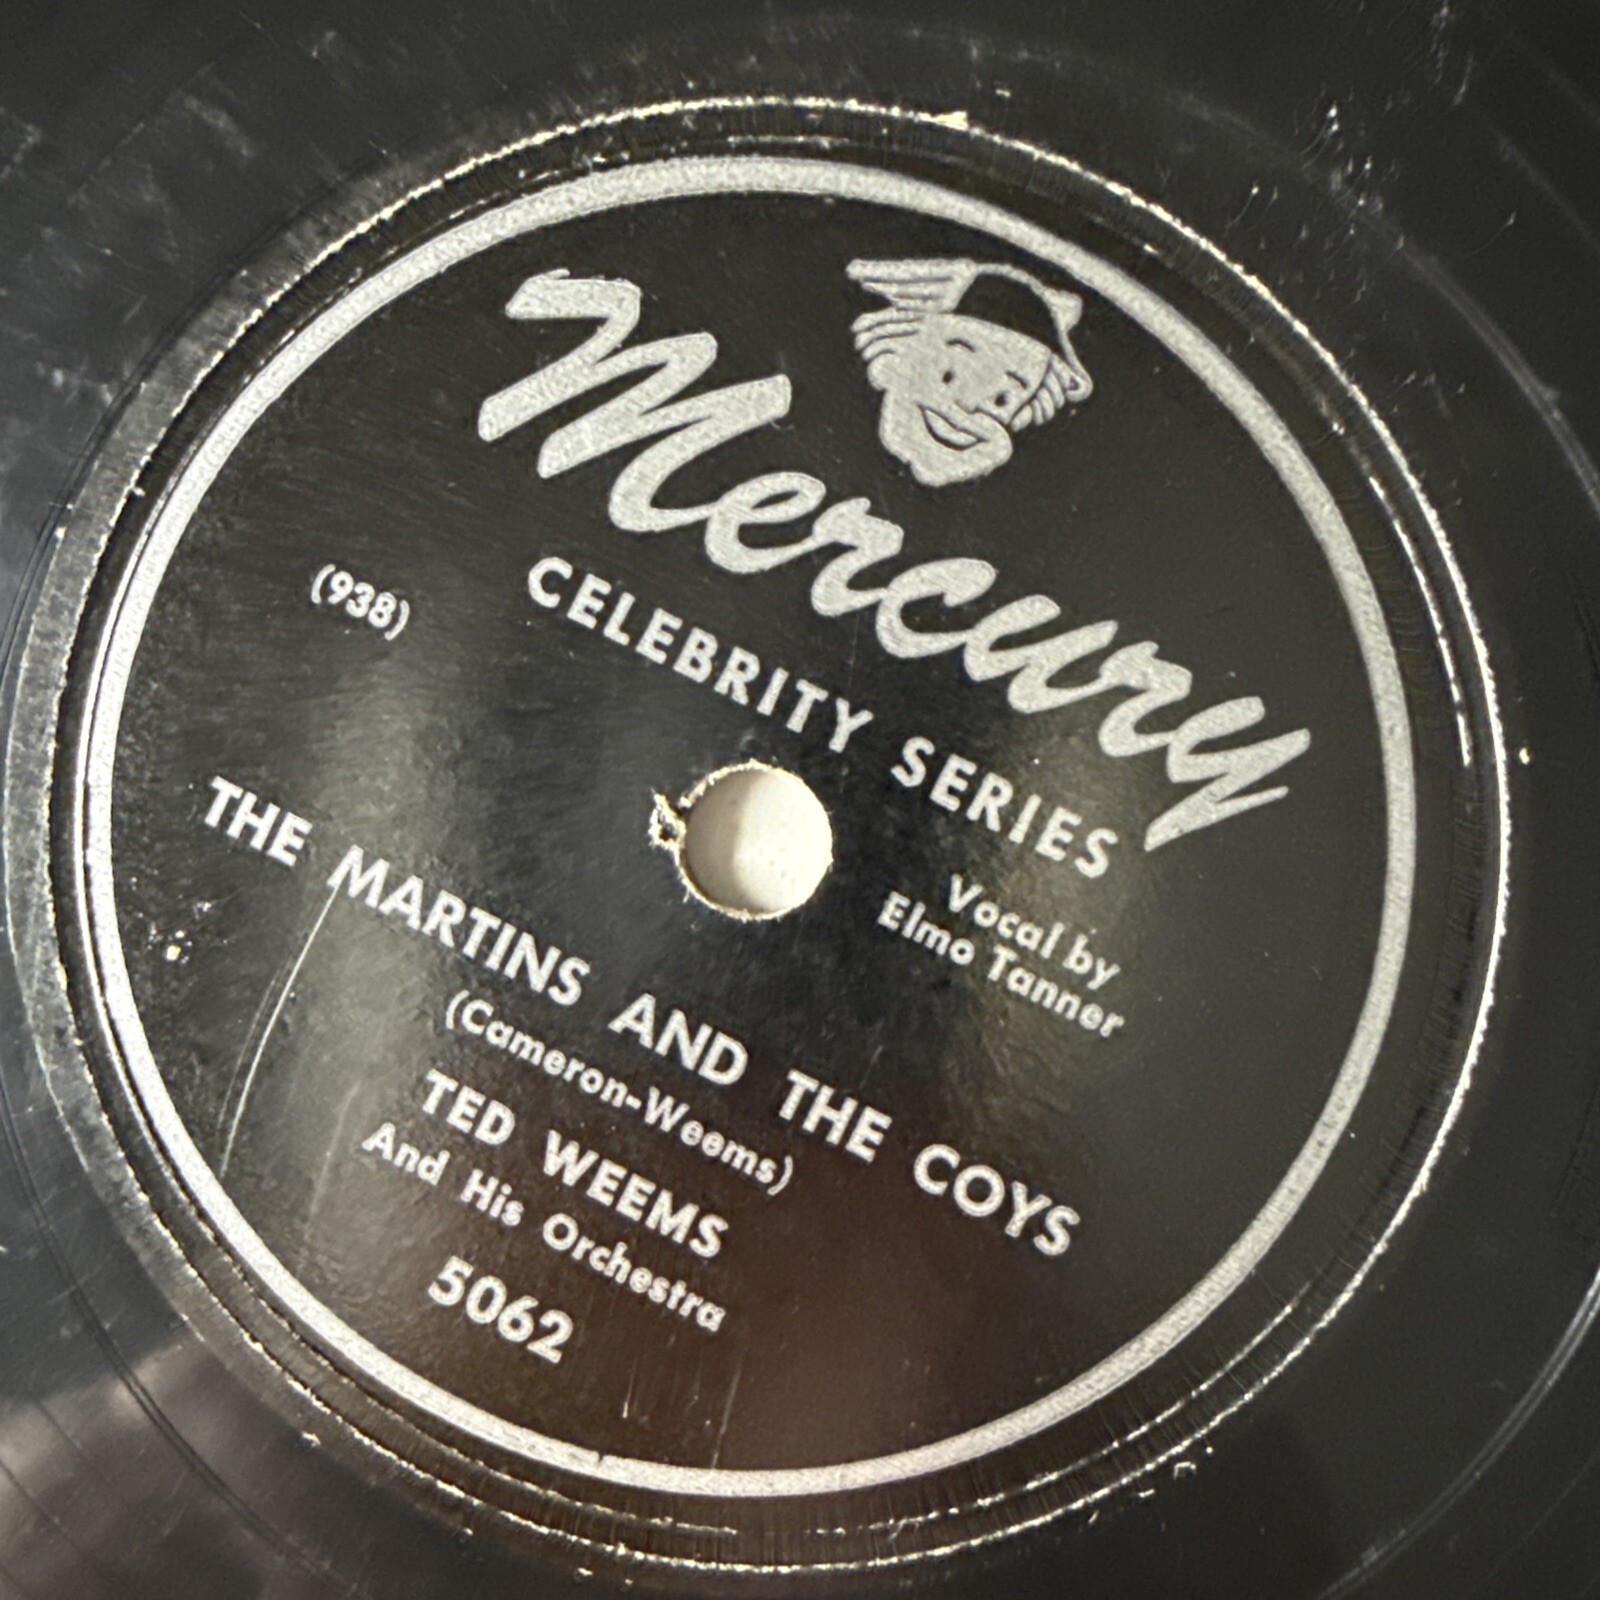 Mercury
CELEBRITY SERIES
(938)
Vocal by
Elmo Tanner
THE MARTINS AND THE COYS
(Cameron-Weems)
TED WEEMS
And His Orchestra
5062